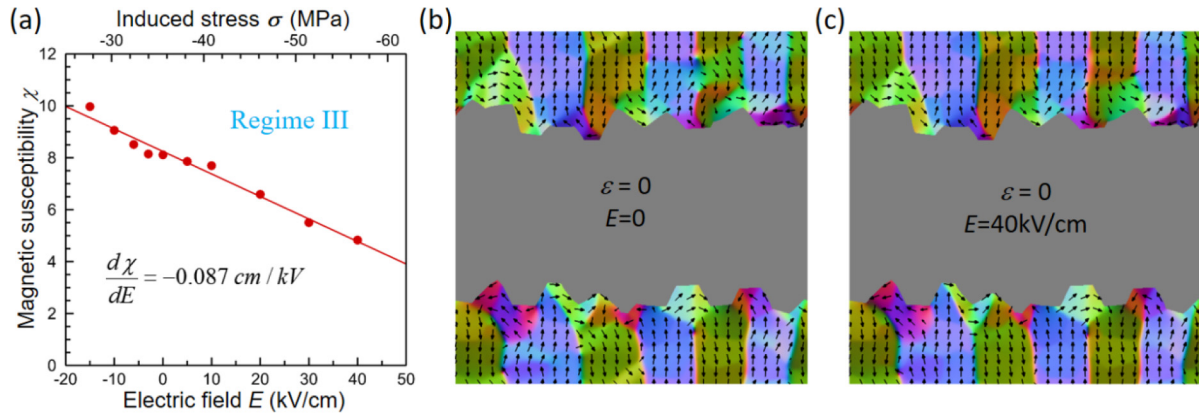 (a)
Induced stress σ (MPa)
-30 -40 -50 -60
12
10
8
6
4
2
0
Magnetic susceptibility χ
Regime III
dχ
dE
= −0.087 cm / kV
-20 -10 0 10 20 30 40 50
Electric field E (kV/cm)
(b)
ε = 0
E=0
(c)
ε = 0
E=40kV/cm